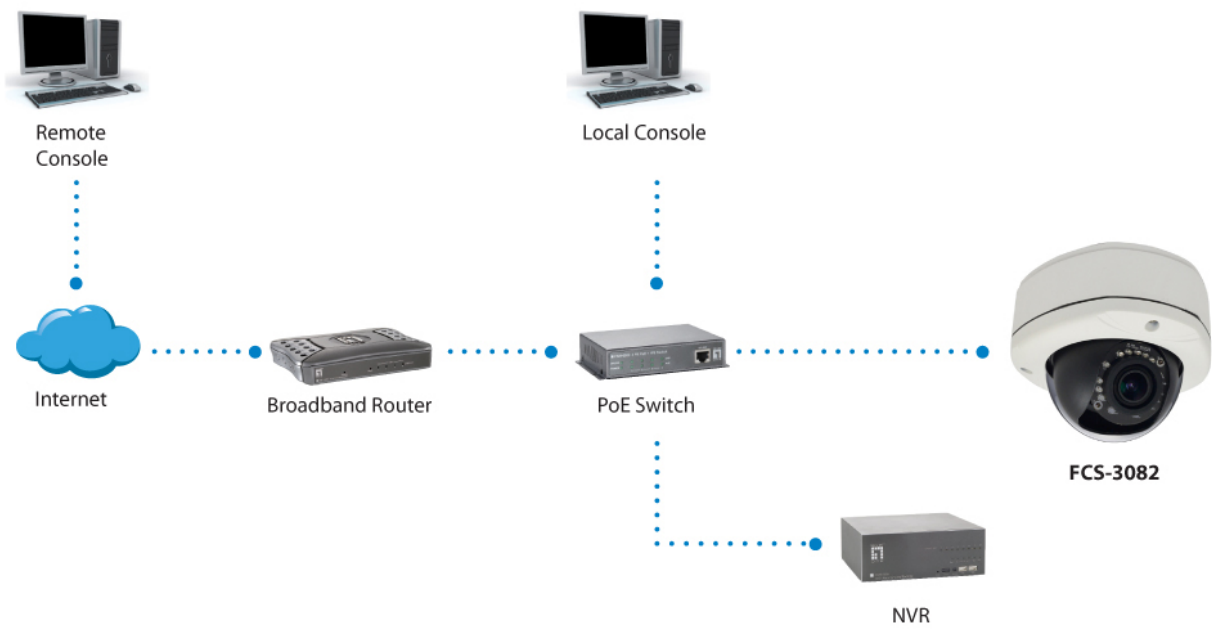 Remote
Console
Local Console
Internet
Broadband Router
PoE Switch
FCS-3082
NVR